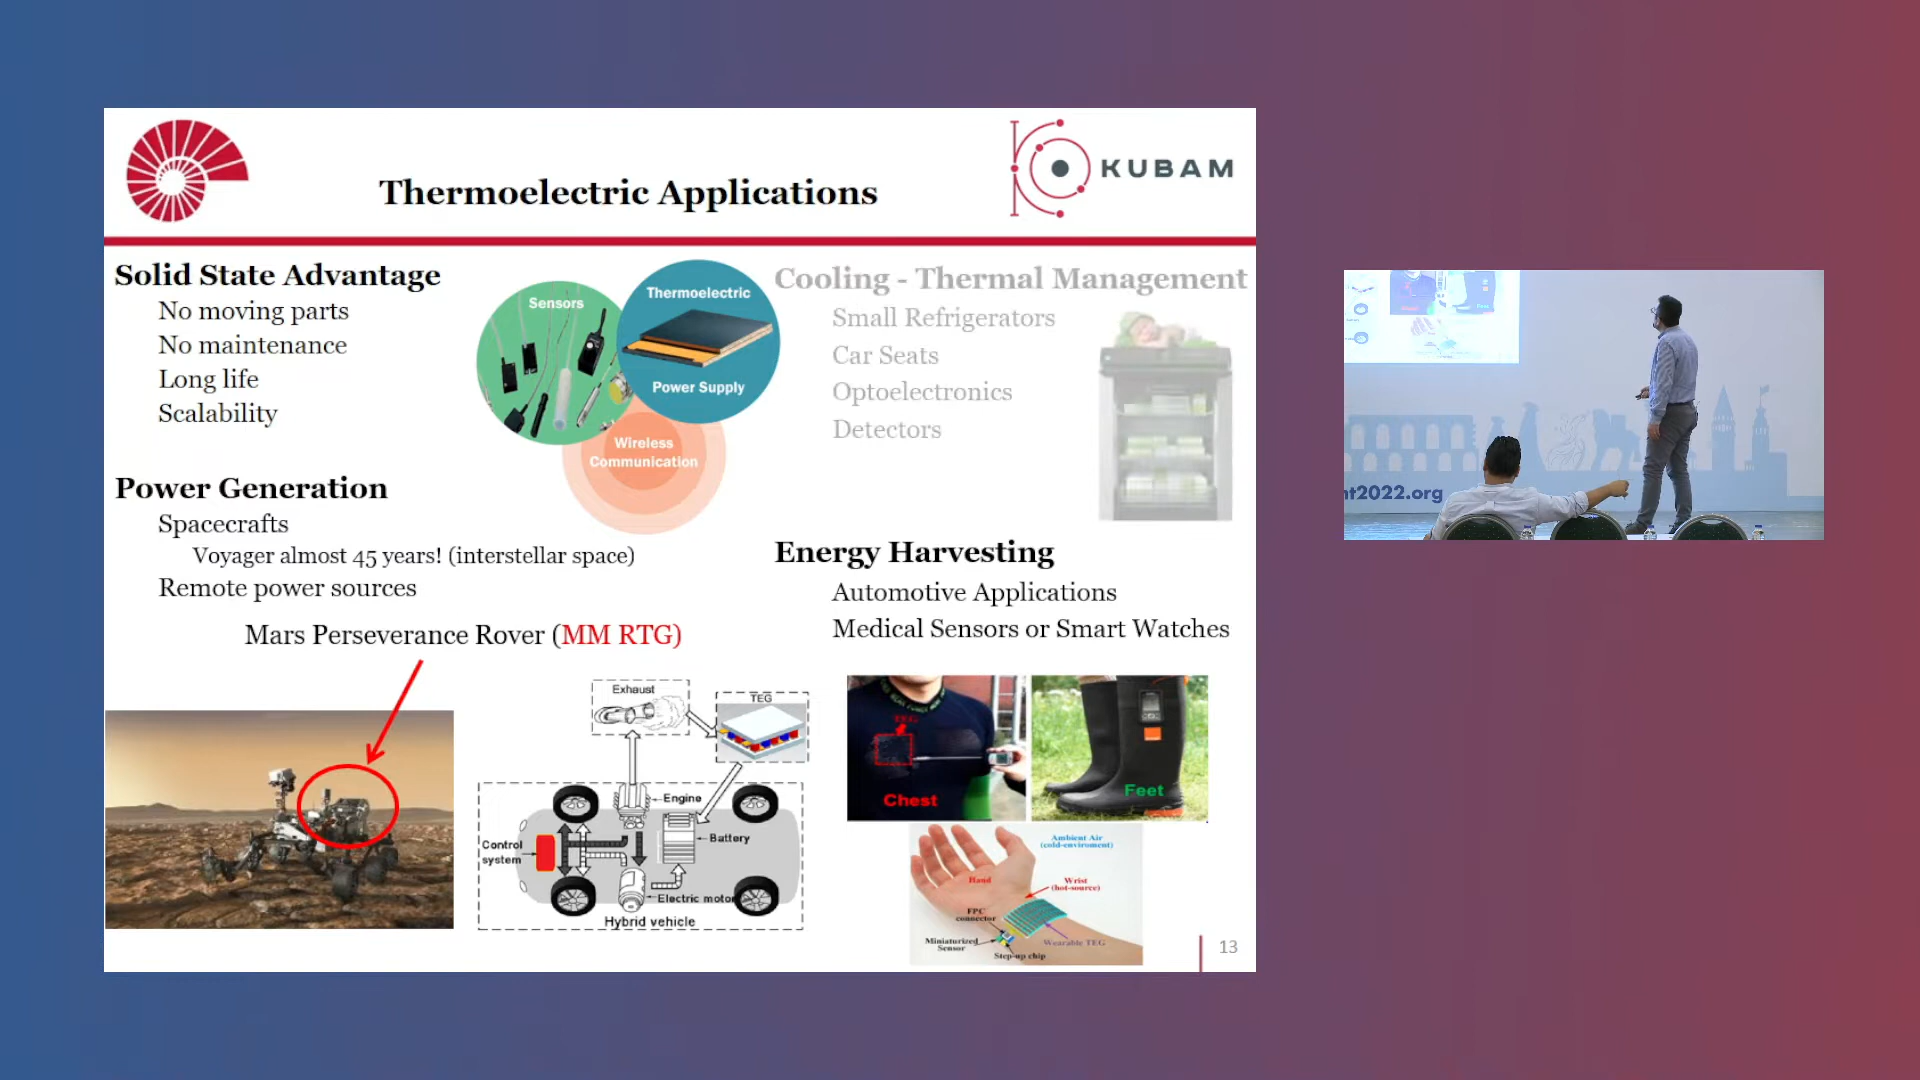 KUBAM
Thermoelectric Applications
Solid State Advantage
No moving parts
No maintenance
Long life
Scalability
Sensors
Thermoelectric
Power Supply
Wireless
Communication
Cooling - Thermal Management
Small Refrigerators
Car Seats
Optoelectronics
Detectors
Power Generation
Spacecrafts
Voyager almost 45 years! (interstellar space)
Remote power sources
Mars Perseverance Rover (MM RTG)
Energy Harvesting
Automotive Applications
Medical Sensors or Smart Watches
Exhaust
TEG
Engine
Battery
Control
system
Electric motor
Hybrid vehicle
TEG
Chest
Feet
Ambient Air
(cold-enviroment)
Hand
Wrist
(hot-source)
FPC
connector
Miniaturized
Sensor
Wearable TEG
Step-up chip
13
nt2022.org